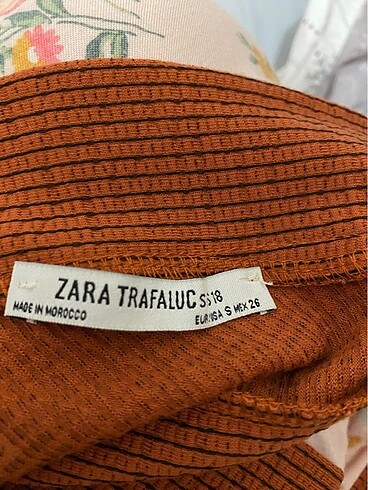 ZARA TRAFALUC SS18
MADE IN MOROCCO
EUR/USA S MEX 26